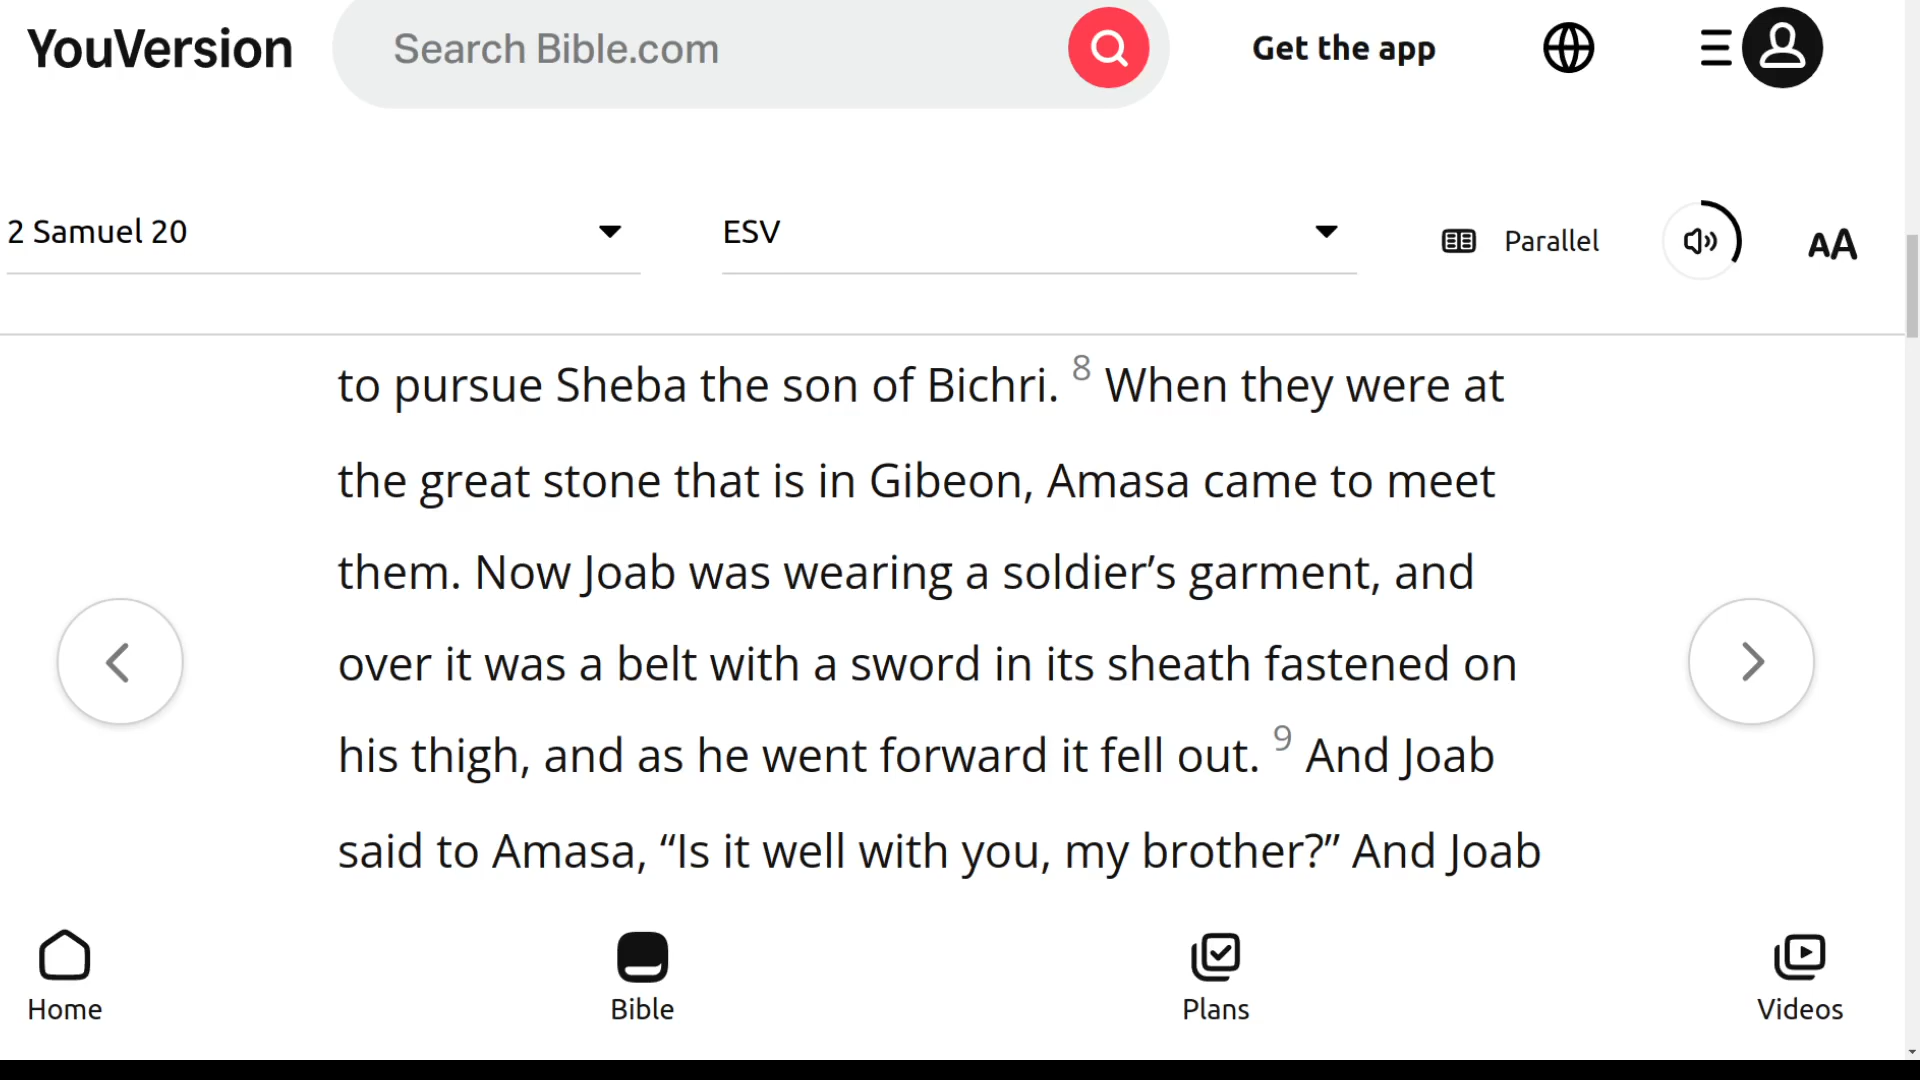 YouVersion
Search Bible.com
Get the app
2 Samuel 20
ESV
Parallel
AA
to pursue Sheba the son of Bichri. 8 When they were at
the great stone that is in Gibeon, Amasa came to meet
them. Now Joab was wearing a soldier’s garment, and
over it was a belt with a sword in its sheath fastened on
his thigh, and as he went forward it fell out. 9 And Joab
said to Amasa, “Is it well with you, my brother?” And Joab
Home
Bible
Plans
Videos